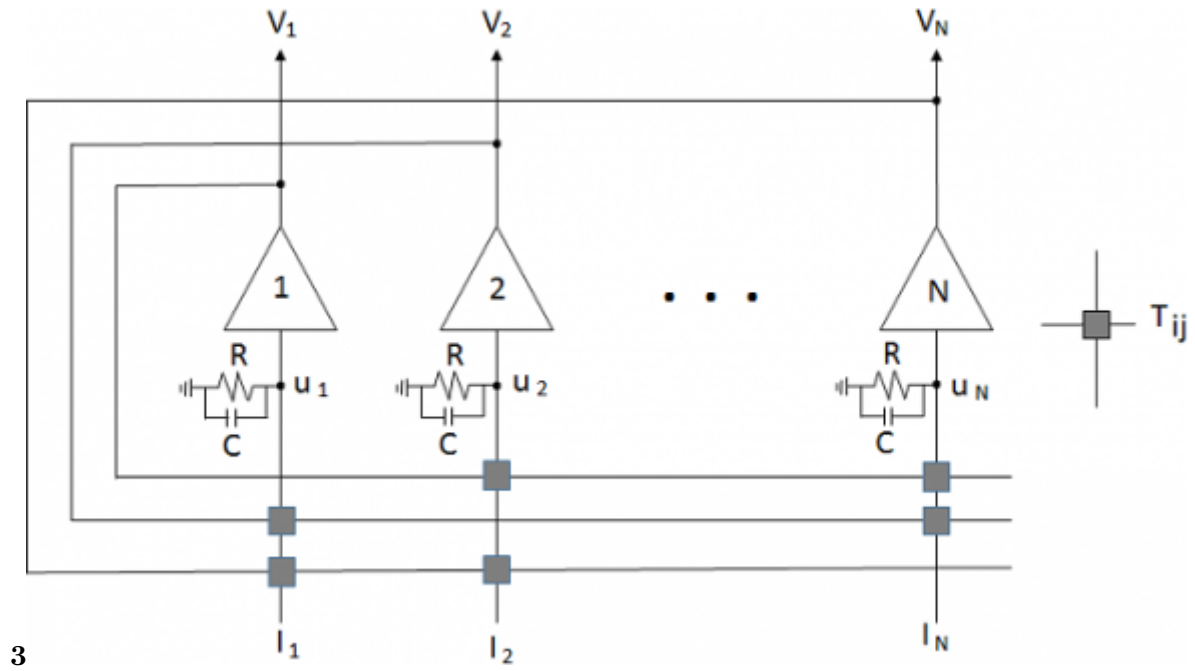 V1 V2 VN
1 2 . . . N
Tij
R R R
u1 u2 uN
C C C
I1 I2 IN
3